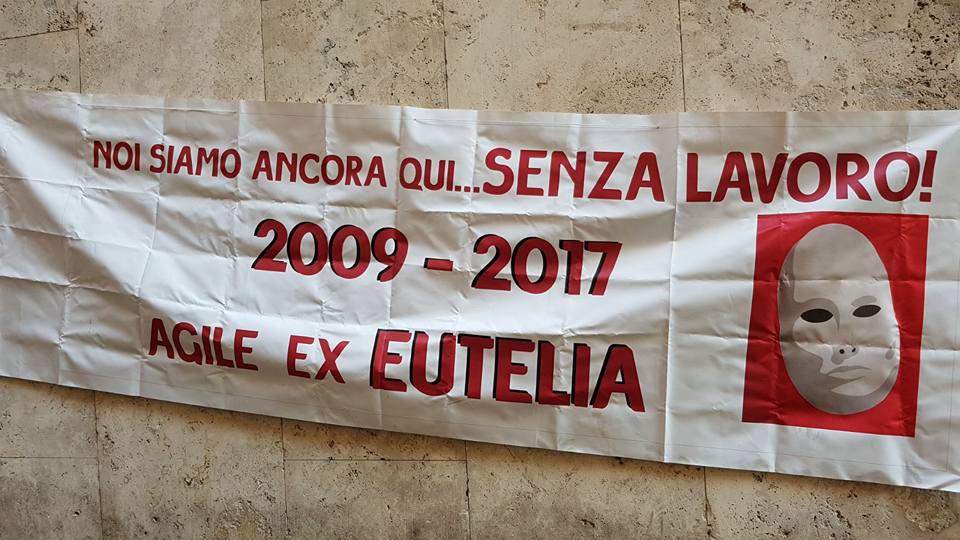 NOI SIAMO ANCORA QUI...SENZA LAVORO!
2009 - 2017
AGILE EX EUTELIA